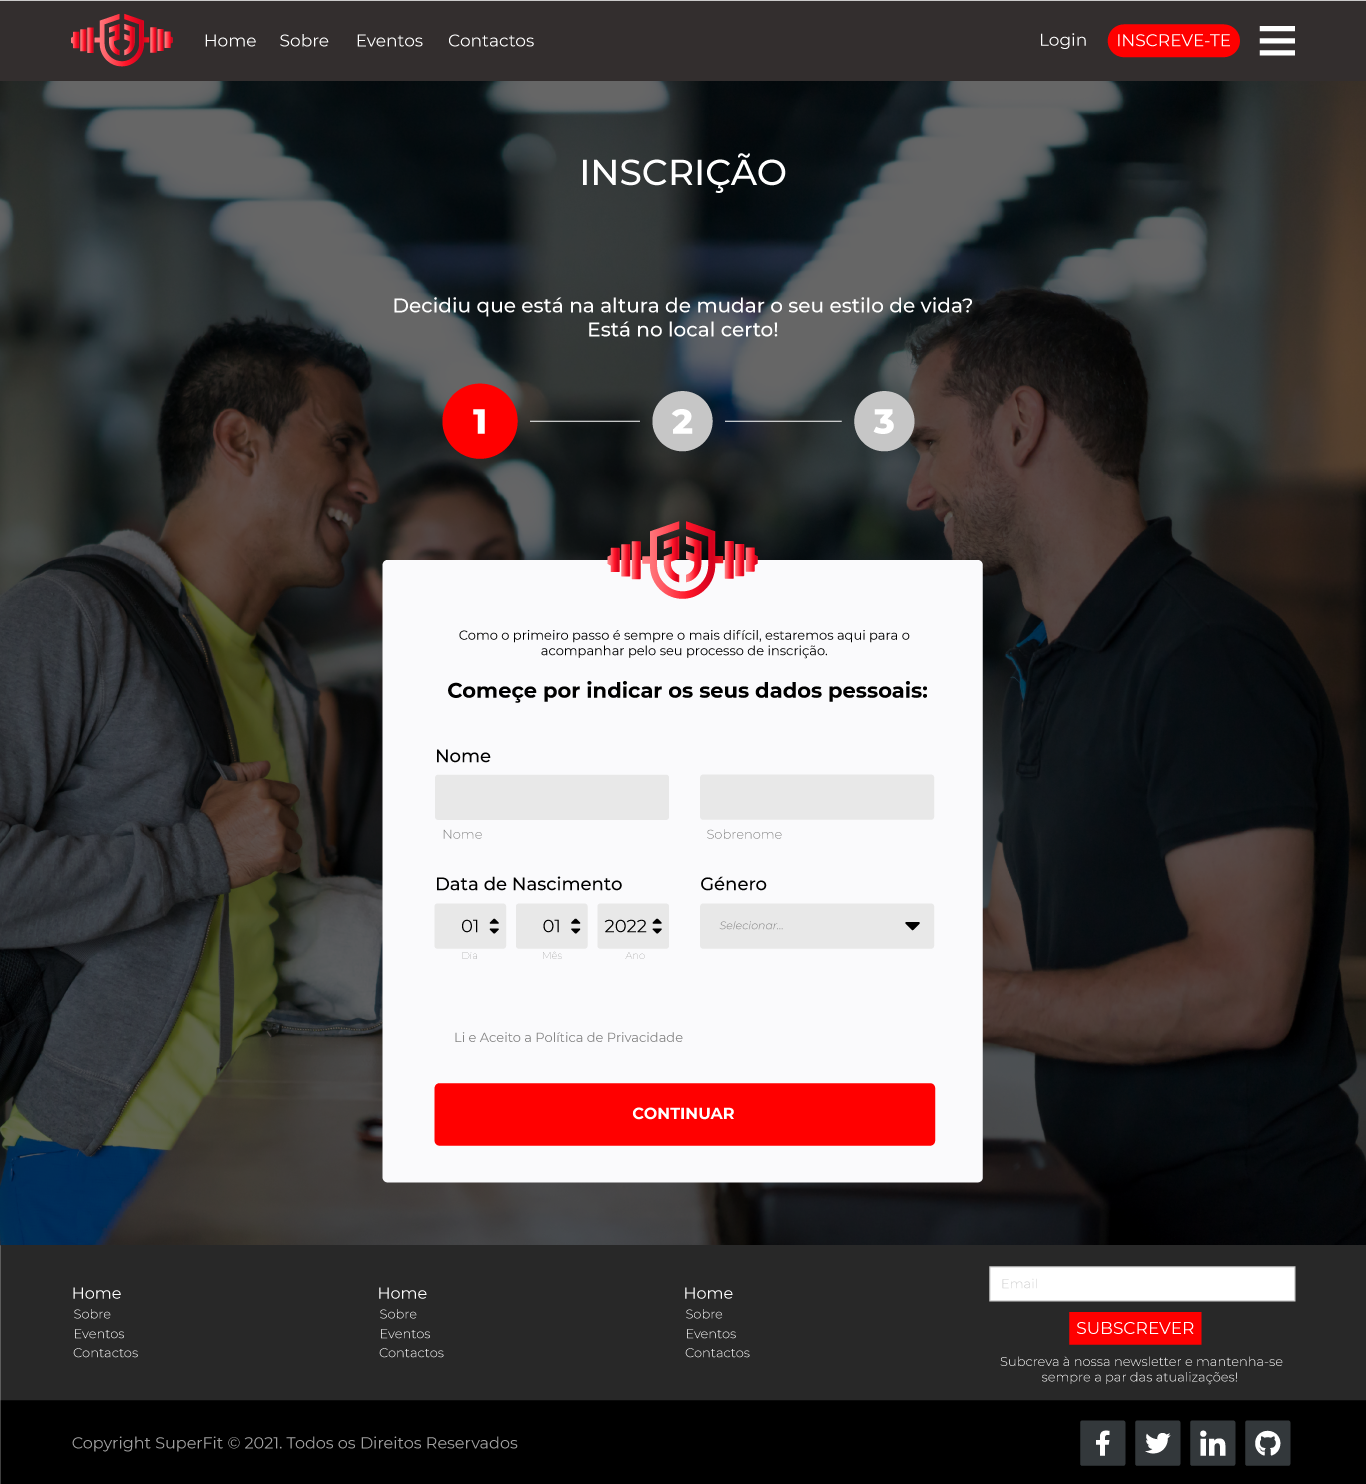 Home Sobre Eventos Contactos Login INSCREVE-TE
INSCRIÇÃO
Decidiu que está na altura de mudar o seu estilo de vida?
Está no local certo!
1 2 3
Como o primeiro passo é sempre o mais difícil, estaremos aqui para o
acompanhar pelo seu processo de inscrição.
Começe por indicar os seus dados pessoais:
Nome
Nome Sobrenome
Data de Nascimento Género
01 01 2022 Selecionar...
Dia Mês Ano
Li e Aceito a Política de Privacidade
CONTINUAR
Home Home Home Email
Sobre Sobre Sobre
Eventos Eventos Eventos SUBSCREVER
Contactos Contactos Contactos
Subcreva à nossa newsletter e mantenha-se
sempre a par das atualizações!
Copyright SuperFit © 2021. Todos os Direitos Reservados